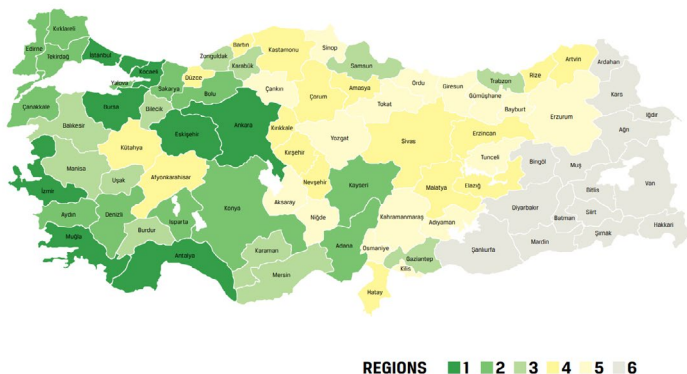 Kırklareli
Edirne
Tekirdağ
İstanbul
Kocaeli
Yalova
Sakarya
Düzce
Zonguldak
Bartın
Karabük
Kastamonu
Sinop
Samsun
Bolu
Çankırı
Çorum
Amasya
Tokat
Ordu
Giresun
Trabzon
Gümüşhane
Rize
Bayburt
Artvin
Ardahan
Kars
Iğdır
Erzurum
Ağrı
Çanakkale
Balıkesir
Bursa
Bilecik
Eskişehir
Ankara
Kırıkkale
Yozgat
Sivas
Erzincan
Tunceli
Bingöl
Muş
Bitlis
Van
Kütahya
Manisa
Uşak
Afyonkarahisar
Kırşehir
Nevşehir
Kayseri
Malatya
Elazığ
Diyarbakır
Batman
Siirt
Şırnak
Hakkari
İzmir
Aydın
Denizli
Isparta
Burdur
Konya
Aksaray
Niğde
Kahramanmaraş
Adıyaman
Şanlıurfa
Mardin
Muğla
Antalya
Karaman
Mersin
Adana
Osmaniye
Gaziantep
Kilis
Hatay
REGIONS 1 2 3 4 5 6